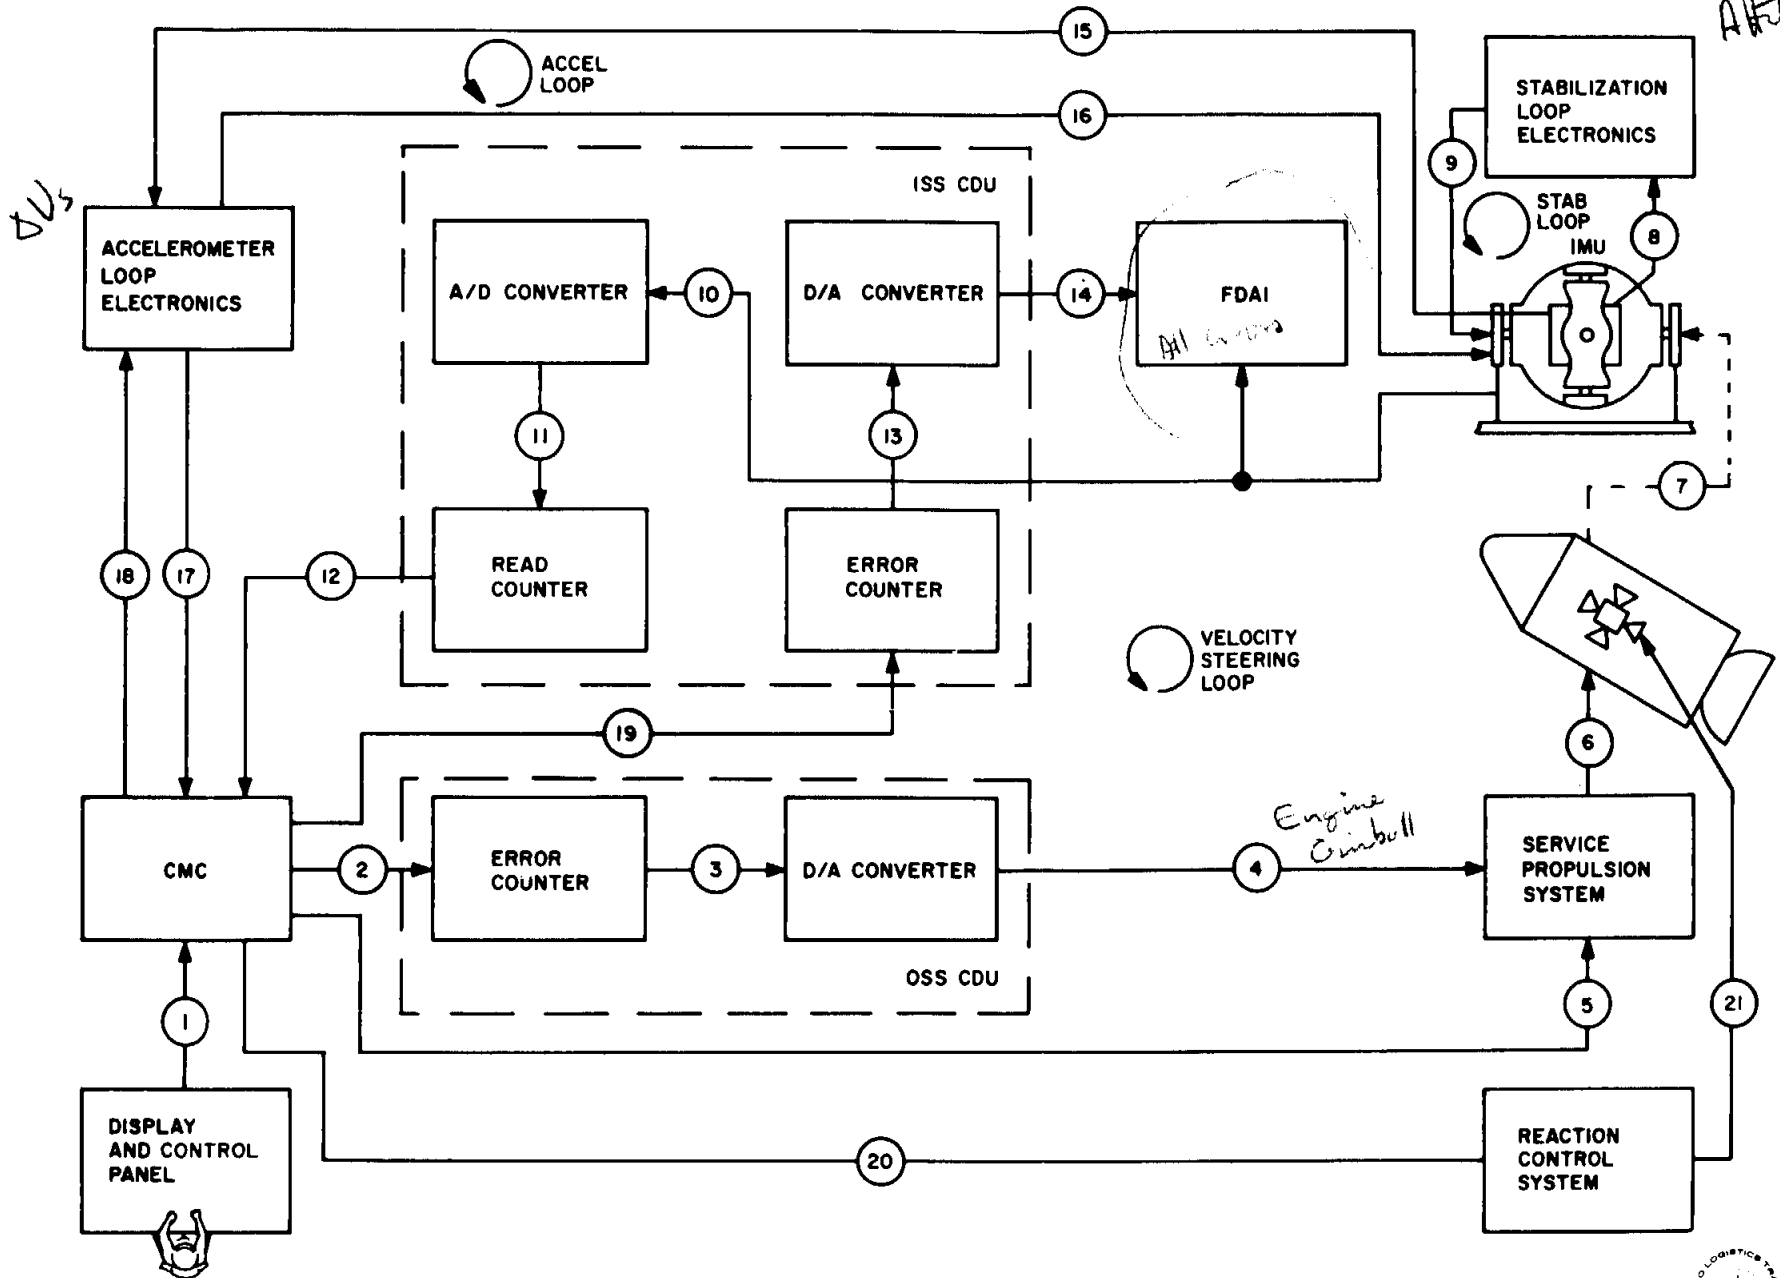 15
ACCEL
LOOP
16
STABILIZATION
LOOP
ELECTRONICS
9
STAB
LOOP
8
IMU
ISS CDU
ΔVs
ACCELEROMETER
LOOP
ELECTRONICS
A/D CONVERTER
10
D/A CONVERTER
14
FDAI
All
11
13
7
18
17
12
READ
COUNTER
ERROR
COUNTER
VELOCITY
STEERING
LOOP
19
6
CMC
2
ERROR
COUNTER
3
D/A CONVERTER
4
Engine
Gimball
SERVICE
PROPULSION
SYSTEM
OSS CDU
1
5
21
DISPLAY
AND CONTROL
PANEL
20
REACTION
CONTROL
SYSTEM